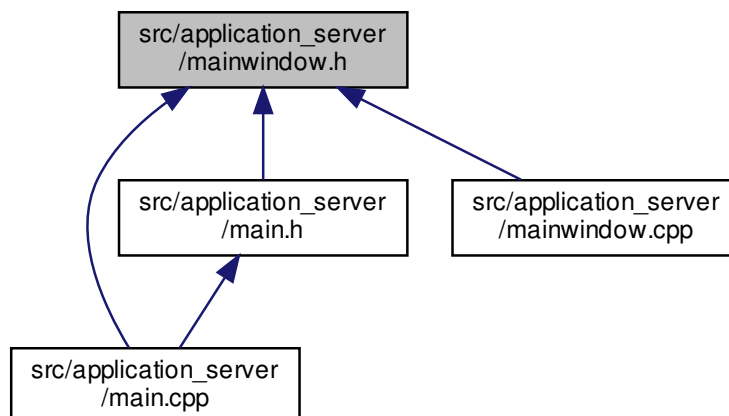 src/application_server
/mainwindow.h
src/application_server
/main.h
src/application_server
/mainwindow.cpp
src/application_server
/main.cpp